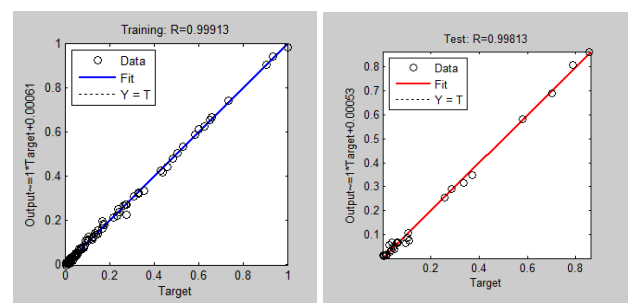 Training: R=0.99913
Output~=1*Target+0.00061
1
0.8
0.6
0.4
0.2
0
Data
Fit
Y = T
0
0.2
0.4
0.6
0.8
1
Target
Test: R=0.99813
Output~=1*Target+0.00053
0.8
0.7
0.6
0.5
0.4
0.3
0.2
0.1
Data
Fit
Y = T
0.2
0.4
0.6
0.8
Target